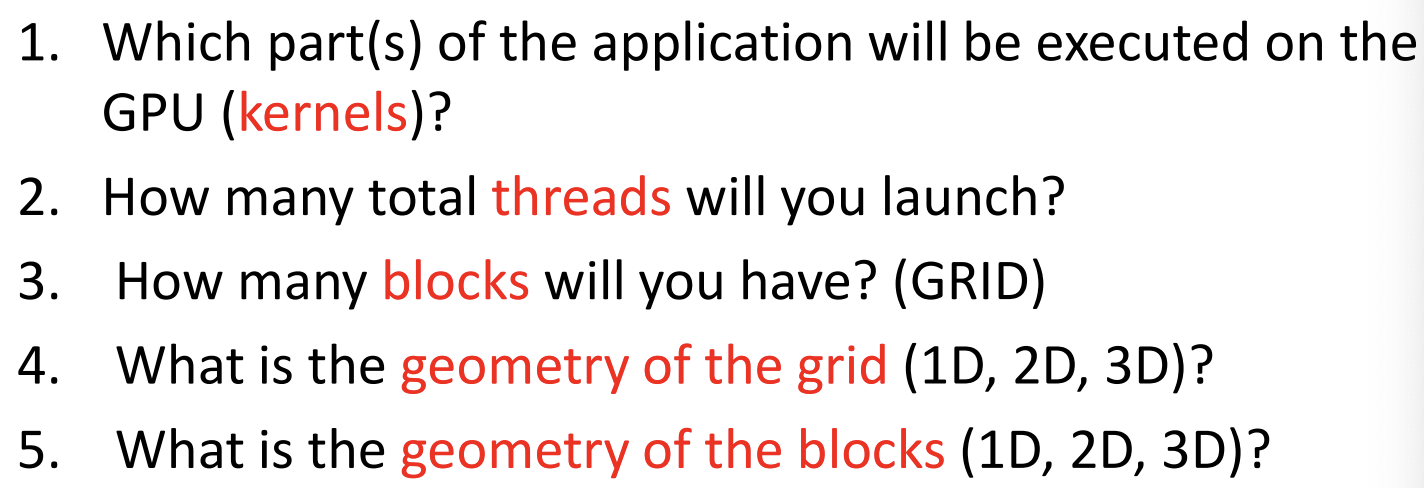 1. Which part(s) of the application will be executed on the
GPU (kernels)?
2. How many total threads will you launch?
3. How many blocks will you have? (GRID)
4. What is the geometry of the grid (1D, 2D, 3D)?
5. What is the geometry of the blocks (1D, 2D, 3D)?